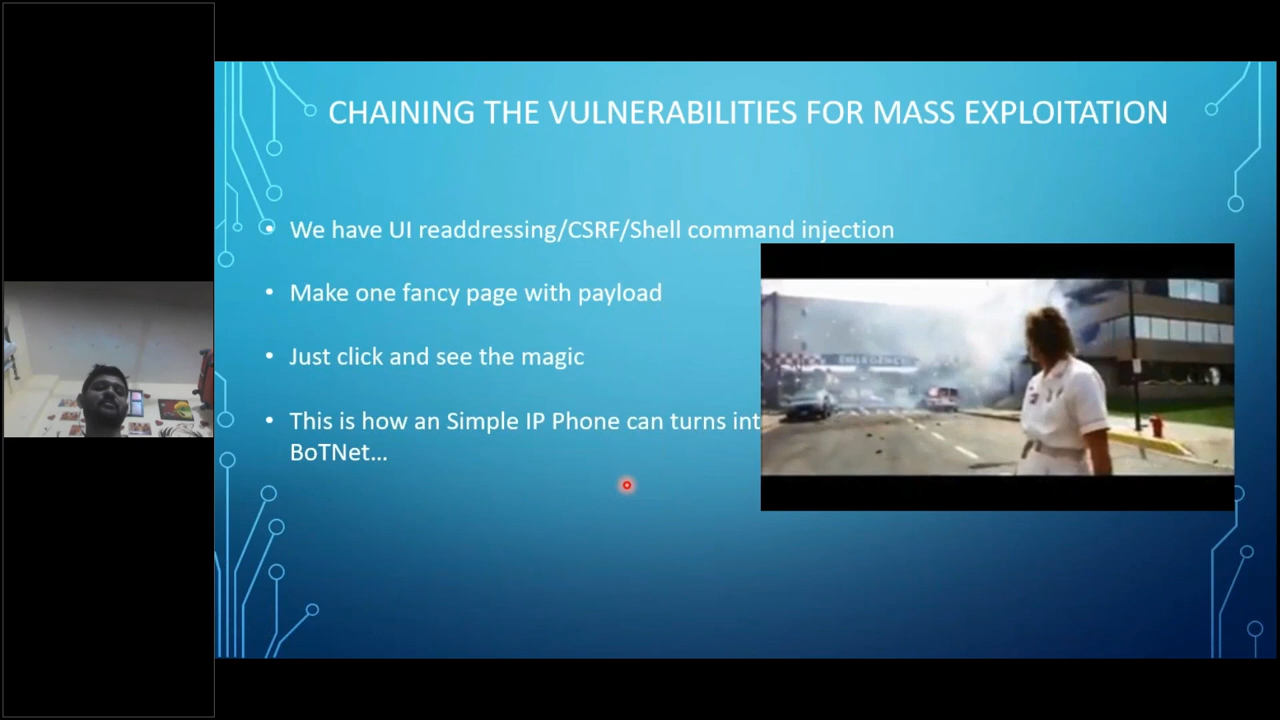 CHAINING THE VULNERABILITIES FOR MASS EXPLOITATION
We have UI readdressing/CSRF/Shell command injection
Make one fancy page with payload
Just click and see the magic
This is how an Simple IP Phone can turns int
BoTNet...
EMERGENCY